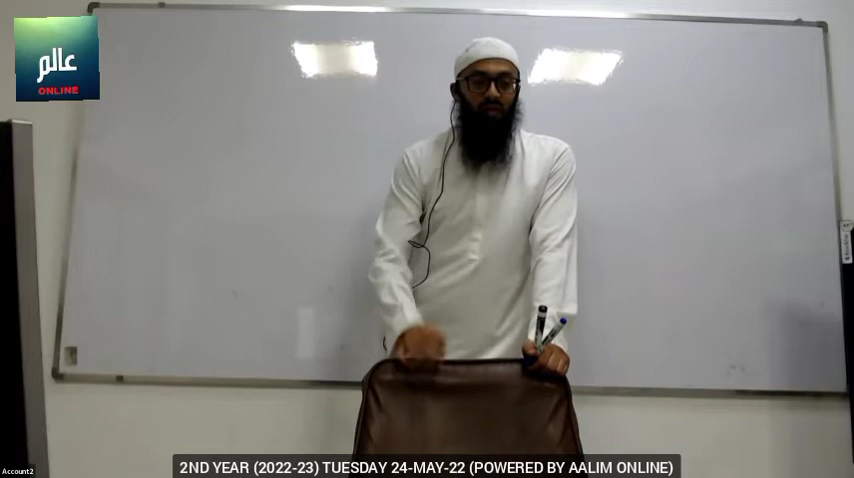 عالم
ONLINE
Account2
2ND YEAR (2022-23) TUESDAY 24-MAY-22 (POWERED BY AALIM ONLINE)